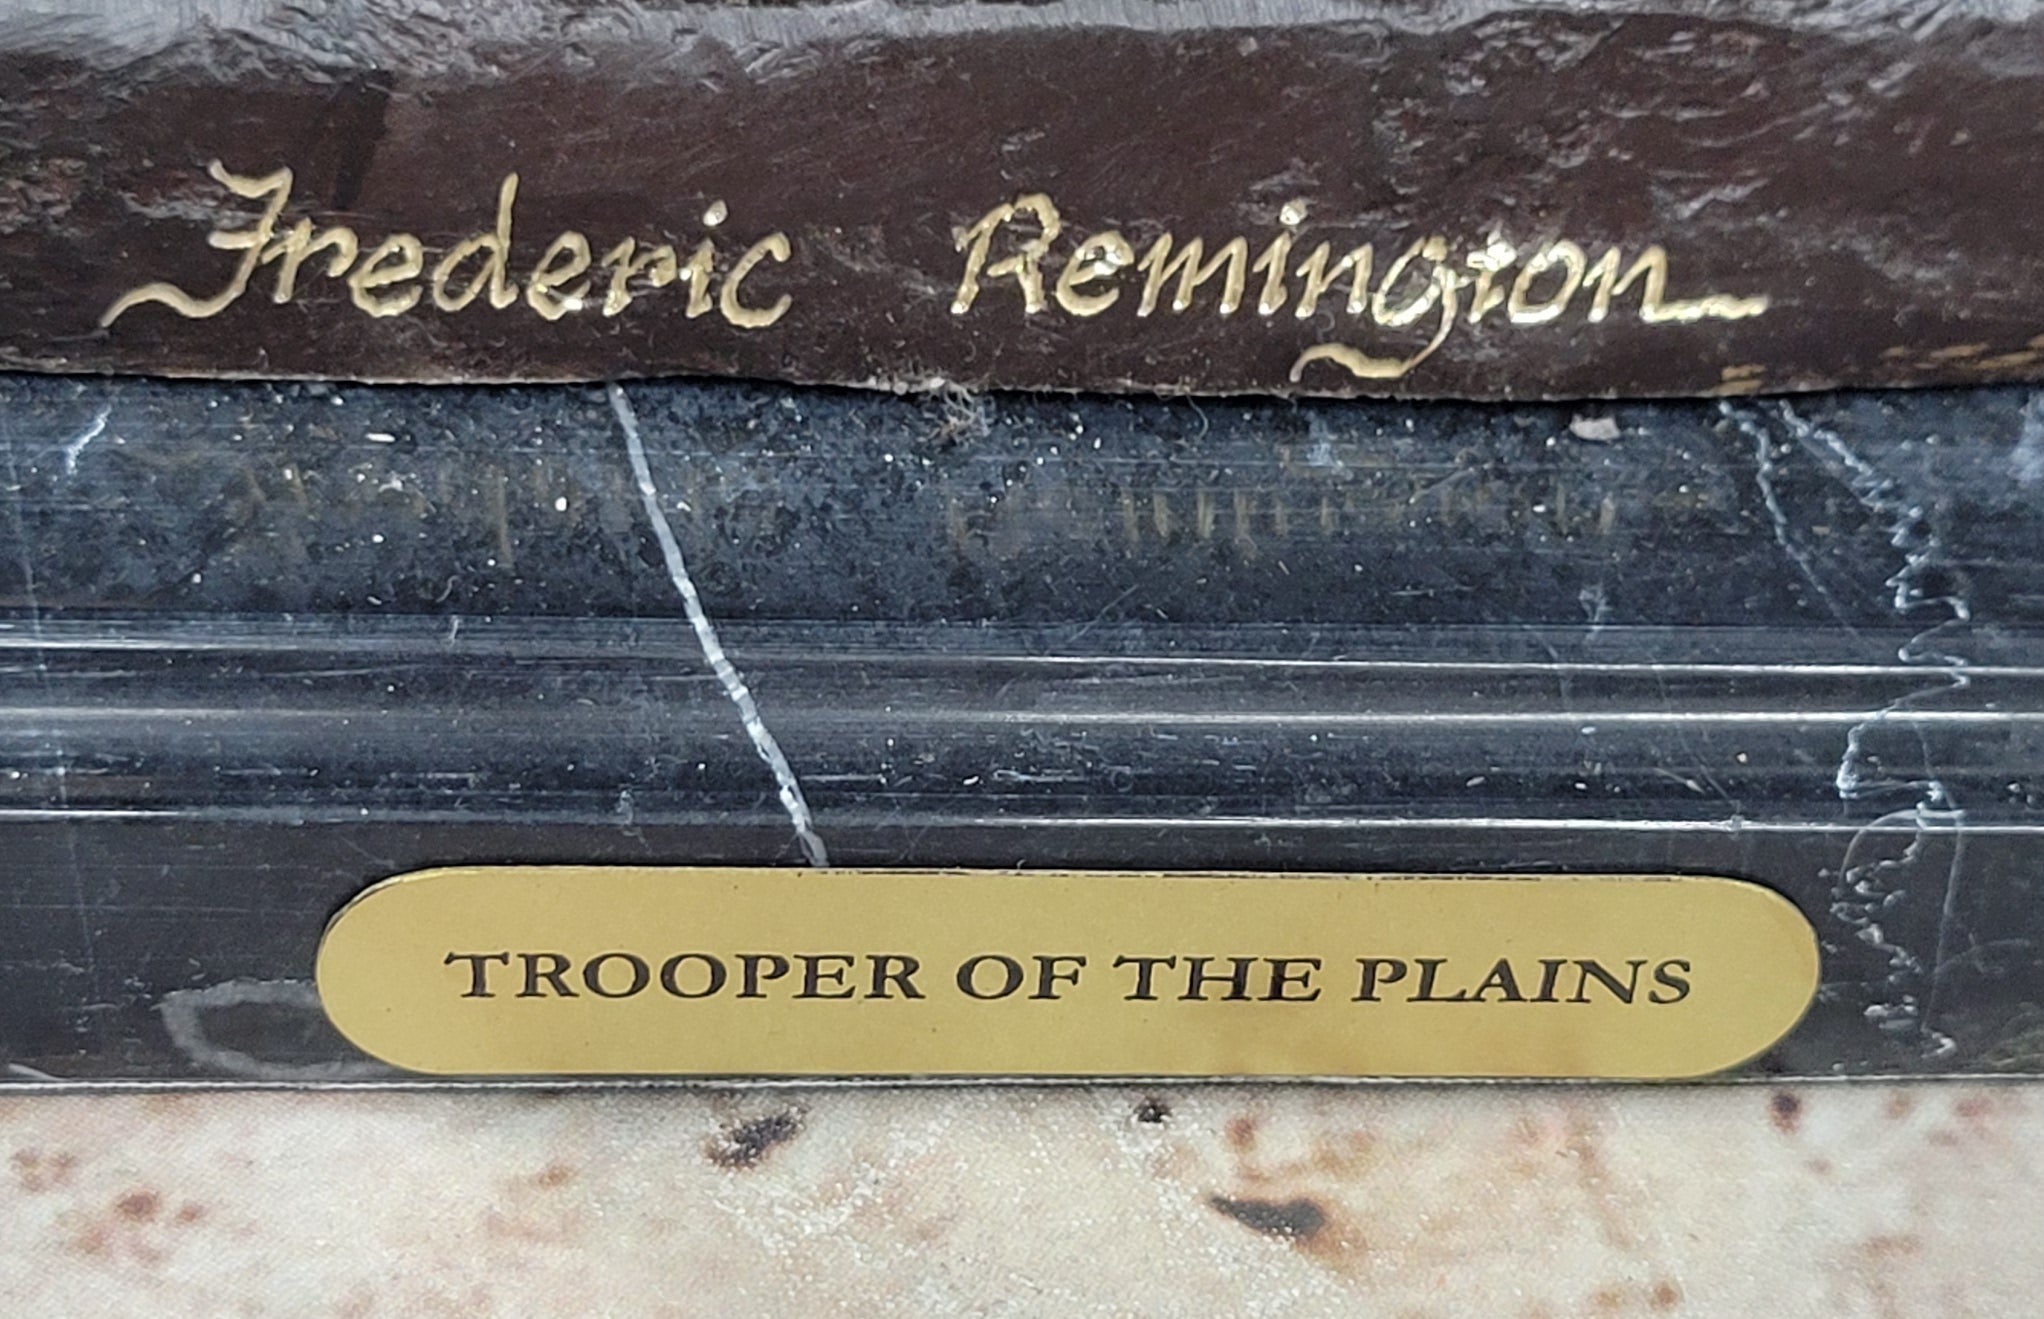 Frederic Remington
TROOPER OF THE PLAINS